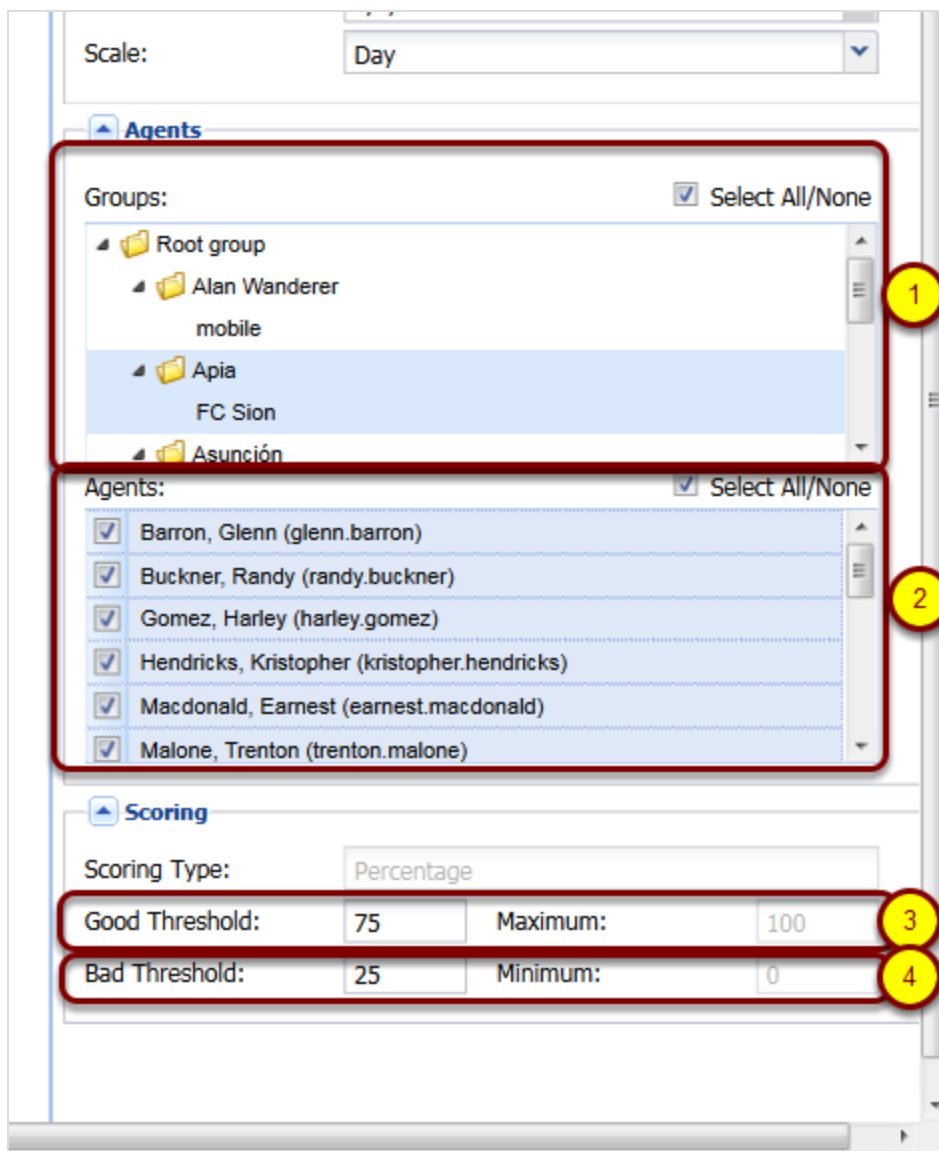 Scale: Day
Agents
Groups: Select All/None
Root group
Alan Wanderer
mobile
Apia
FC Sion
Asunción
1
Agents: Select All/None
Barron, Glenn (glenn.barron)
Buckner, Randy (randy.buckner)
Gomez, Harley (harley.gomez)
Hendricks, Kristopher (kristopher.hendricks)
Macdonald, Earnest (earnest.macdonald)
Malone, Trenton (trenton.malone)
2
Scoring
Scoring Type: Percentage
Good Threshold: 75 Maximum: 100 3
Bad Threshold: 25 Minimum: 0 4